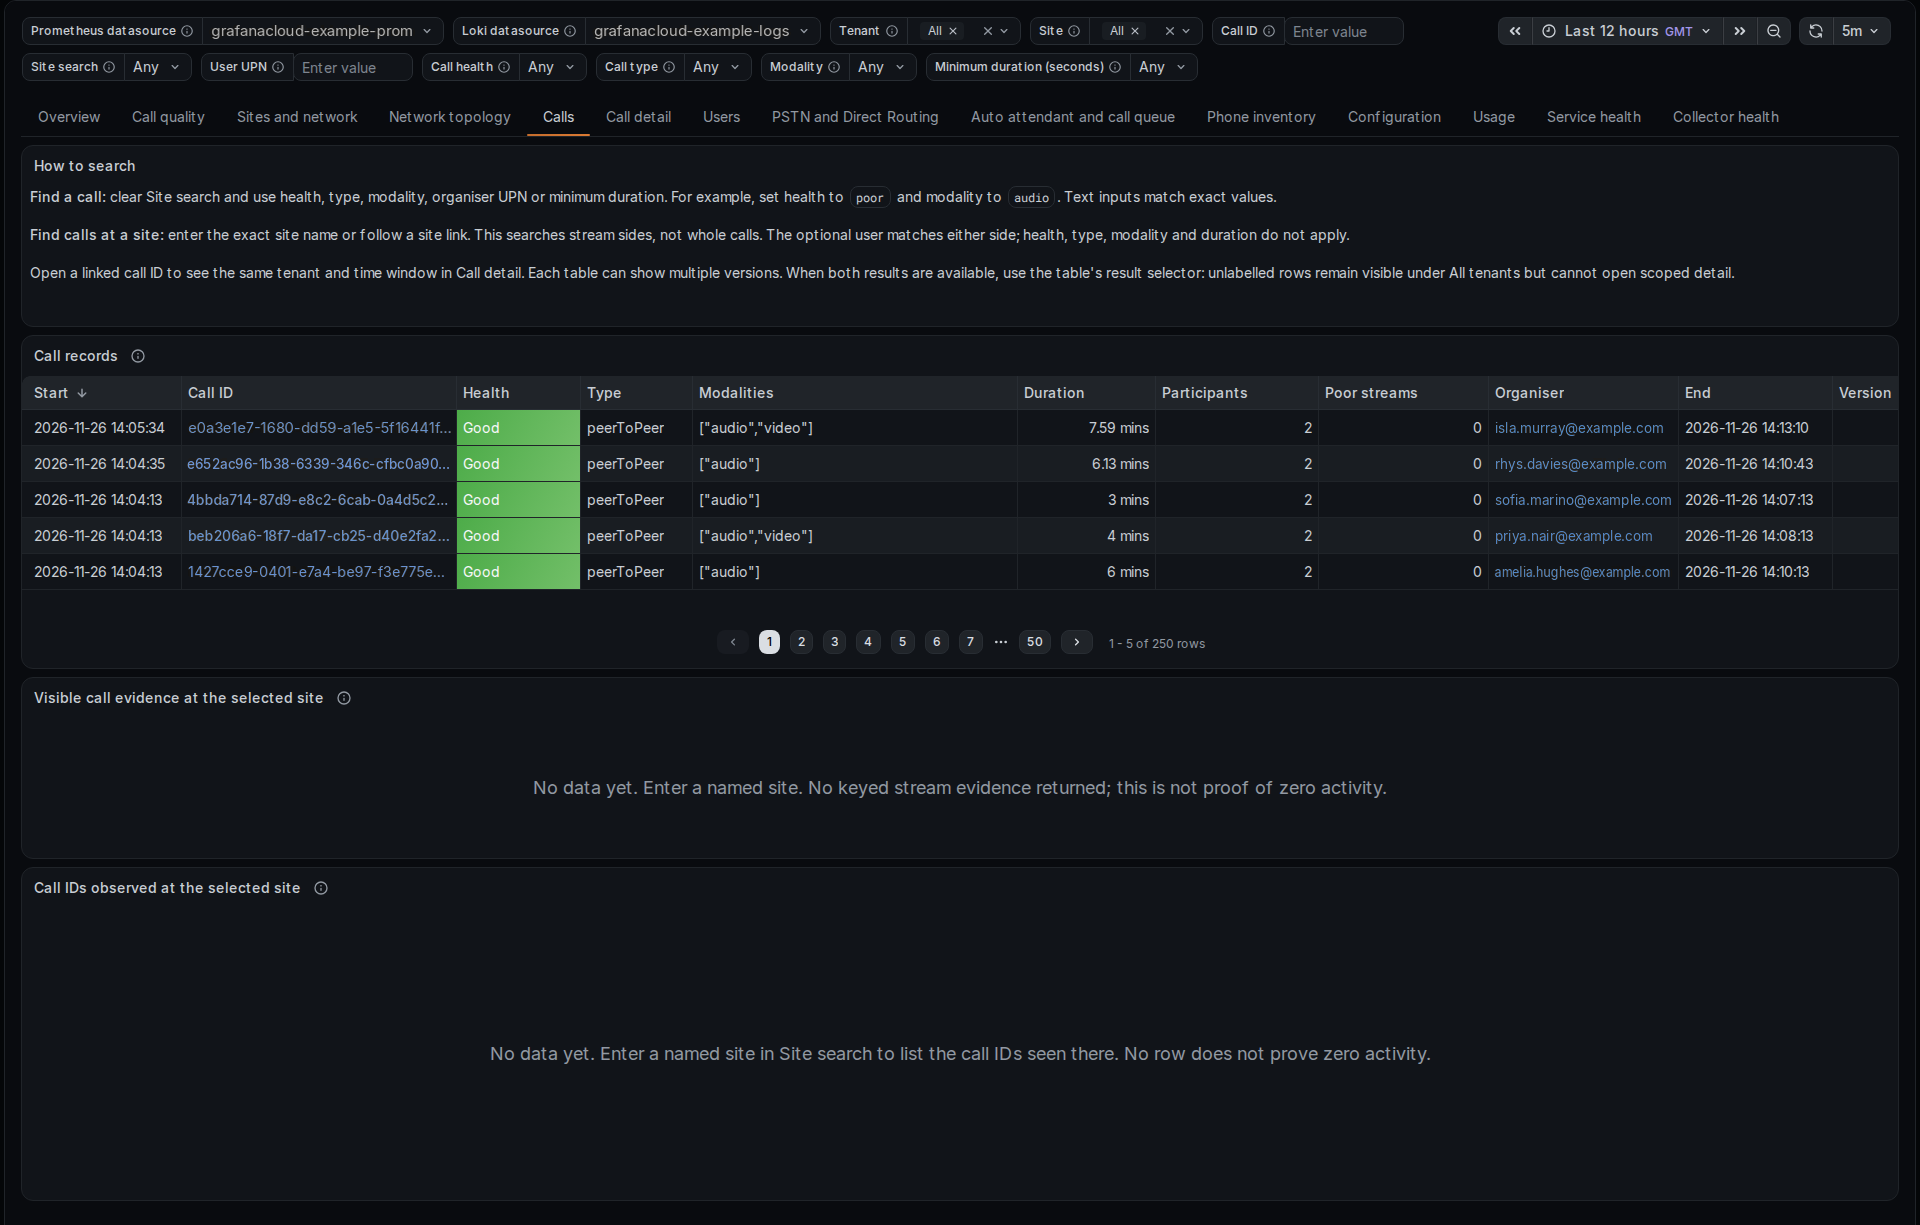 Prometheus datasource grafanacloud-example-prom Loki datasource grafanacloud-example-logs Tenant All Site All Call ID Enter value Last 12 hours GMT 5m
Site search Any User UPN Enter value Call health Any Call type Any Modality Any Minimum duration (seconds) Any
Overview Call quality Sites and network Network topology Calls Call detail Users PSTN and Direct Routing Auto attendant and call queue Phone inventory Configuration Usage Service health Collector health
How to search
Find a call: clear Site search and use health, type, modality, organiser UPN or minimum duration. For example, set health to poor and modality to audio. Text inputs match exact values.
Find calls at a site: enter the exact site name or follow a site link. This searches stream sides, not whole calls. The optional user matches either side; health, type, modality and duration do not apply.
Open a linked call ID to see the same tenant and time window in Call detail. Each table can show multiple versions. When both results are available, use the table's result selector: unlabelled rows remain visible under All tenants but cannot open scoped detail.
Call records
Start Call ID Health Type Modalities Duration Participants Poor streams Organiser End Version
2026-11-26 14:05:34 e0a3e1e7-1680-dd59-a1e5-5f16441f... Good peerToPeer ["audio","video"] 7.59 mins 2 0 isla.murray@example.com 2026-11-26 14:13:10
2026-11-26 14:04:35 e652ac96-1b38-6339-346c-cfbc0a90... Good peerToPeer ["audio"] 6.13 mins 2 0 rhys.davies@example.com 2026-11-26 14:10:43
2026-11-26 14:04:13 4bbda714-87d9-e8c2-6cab-0a4d5c2... Good peerToPeer ["audio"] 3 mins 2 0 sofia.marino@example.com 2026-11-26 14:07:13
2026-11-26 14:04:13 beb206a6-18f7-da17-cb25-d40e2fa2... Good peerToPeer ["audio","video"] 4 mins 2 0 priya.nair@example.com 2026-11-26 14:08:13
2026-11-26 14:04:13 1427cce9-0401-e7a4-be97-f3e775e... Good peerToPeer ["audio"] 6 mins 2 0 amelia.hughes@example.com 2026-11-26 14:10:13
1 2 3 4 5 6 7 ... 50 1 - 5 of 250 rows
Visible call evidence at the selected site
No data yet. Enter a named site. No keyed stream evidence returned; this is not proof of zero activity.
Call IDs observed at the selected site
No data yet. Enter a named site in Site search to list the call IDs seen there. No row does not prove zero activity.